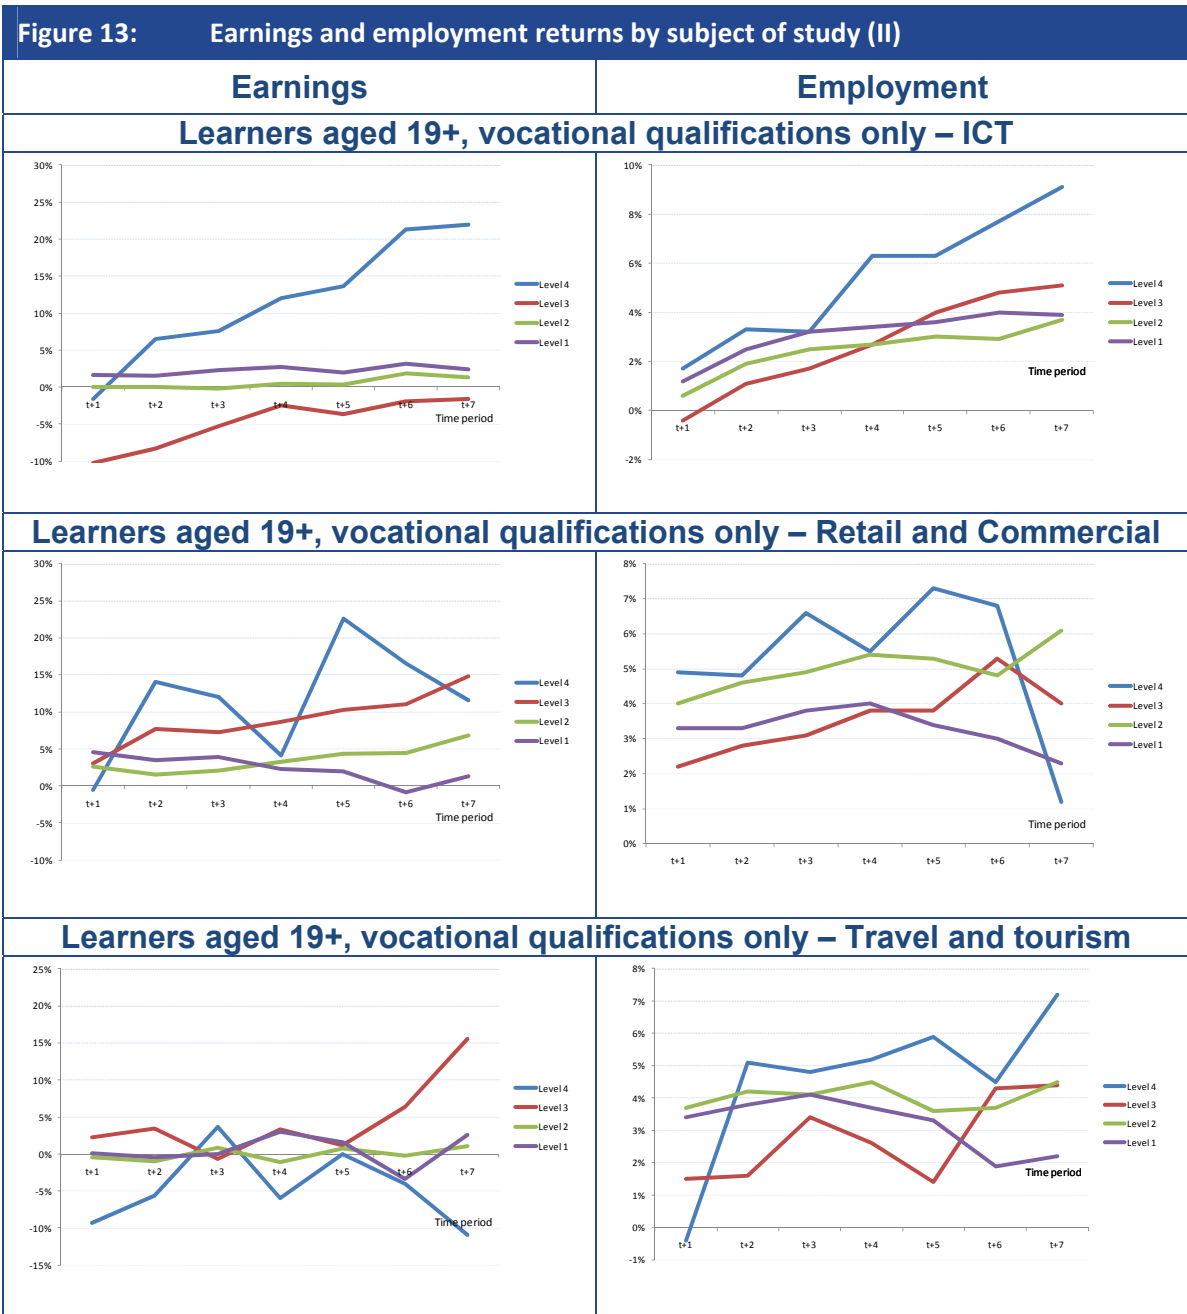 Figure 13: Earnings and employment returns by subject of study (II)
Earnings Employment
Learners aged 19+, vocational qualifications only – ICT
30%
25%
20%
15%
10%
5%
0%
-5%
-10%
t+1 t+2 t+3 t+4 t+5 t+6 t+7
Time period
Level 4
Level 3
Level 2
Level 1
10%
8%
6%
4%
2%
0%
-2%
t+1 t+2 t+3 t+4 t+5 t+6 t+7
Time period
Level 4
Level 3
Level 2
Level 1
Learners aged 19+, vocational qualifications only – Retail and Commercial
30%
25%
20%
15%
10%
5%
0%
-5%
-10%
t+1 t+2 t+3 t+4 t+5 t+6 t+7
Time period
Level 4
Level 3
Level 2
Level 1
8%
7%
6%
5%
4%
3%
2%
1%
0%
t+1 t+2 t+3 t+4 t+5 t+6 t+7
Time period
Level 4
Level 3
Level 2
Level 1
Learners aged 19+, vocational qualifications only – Travel and tourism
25%
20%
15%
10%
5%
0%
-5%
-10%
-15%
t+1 t+2 t+3 t+4 t+5 t+6 t+7
Time period
Level 4
Level 3
Level 2
Level 1
8%
7%
6%
5%
4%
3%
2%
1%
0%
-1%
t+1 t+2 t+3 t+4 t+5 t+6 t+7
Time period
Level 4
Level 3
Level 2
Level 1